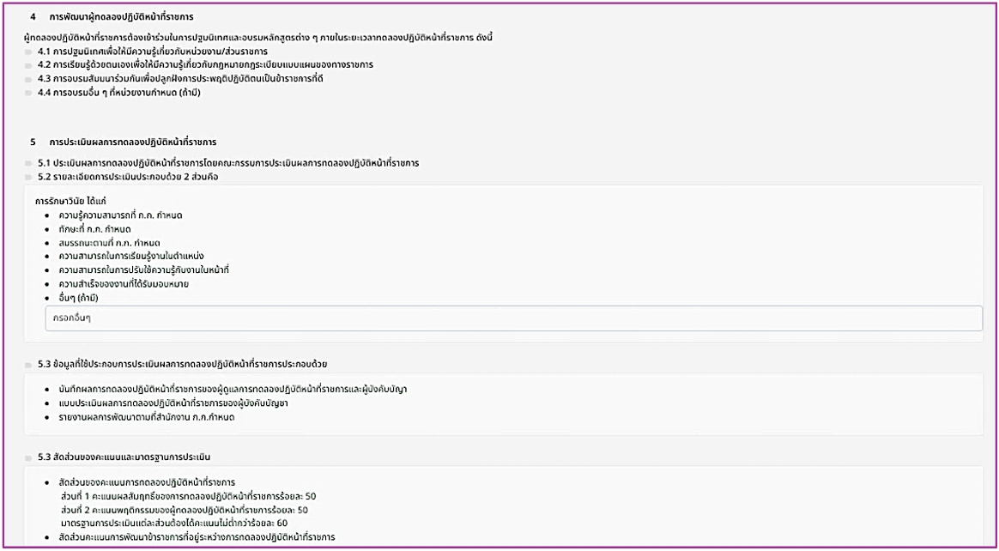 4 การพัฒนาผู้ทดลองปฏิบัติหน้าที่ราชการ
ผู้ทดลองปฏิบัติหน้าที่ราชการต้องเข้าร่วมในการปฐมนิเทศและอบรมหลักสูตรต่าง ๆ ภายในระยะเวลาทดลองปฏิบัติหน้าที่ราชการ ดังนี้
4.1 การปฐมนิเทศเพื่อให้มีความรู้เกี่ยวกับหน่วยงาน/ส่วนราชการ
4.2 การเรียนรู้ด้วยตนเองเพื่อให้มีความรู้เกี่ยวกับกฎหมายกฎระเบียบแบบแผนของทางราชการ
4.3 การอบรมสัมมนาร่วมกันเพื่อปลูกฝังการประพฤติปฏิบัติตนเป็นข้าราชการที่ดี
4.4 การอบรมอื่น ๆ ที่หน่วยงานกำหนด (ถ้ามี)
5 การประเมินผลการทดลองปฏิบัติหน้าที่ราชการ
5.1 ประเมินผลการทดลองปฏิบัติหน้าที่ราชการโดยคณะกรรมการประเมินผลการทดลองปฏิบัติหน้าที่ราชการ
5.2 รายละเอียดการประเมินประกอบด้วย 2 ส่วนคือ
การรักษาวินัย ได้แก่
• ความรู้ความสามารถที่ ก.ก. กำหนด
• ทักษะที่ ก.ก. กำหนด
• สมรรถนะตามที่ ก.ก. กำหนด
• ความสามารถในการเรียนรู้งานในตำแหน่ง
• ความสามารถในการปรับใช้ความรู้กับงานในหน้าที่
• ความสำเร็จของงานที่ได้รับมอบหมาย
• อื่นๆ (ถ้ามี)
กรอกอื่นๆ
5.3 ข้อมูลที่ใช้ประกอบการประเมินผลการทดลองปฏิบัติหน้าที่ราชการประกอบด้วย
• บันทึกผลการทดลองปฏิบัติหน้าที่ราชการของผู้ดูแลการทดลองปฏิบัติหน้าที่ราชการและผู้บังคับบัญา
• แบบประเมินผลการทดลองปฏิบัติหน้าที่ราชการของผู้บังคับบัญชา
• รายงานผลการพัฒนาตามที่สำนักงาน ก.ก.กำหนด
5.3 สัดส่วนของคะแนนและมาตรฐานการประเมิน
• สัดส่วนของคะแนนการทดลองปฏิบัติหน้าที่ราชการ
ส่วนที่ 1 คะแนนผลสัมฤทธิ์ของการทดลองปฏิบัติหน้าที่ราชการร้อยละ 50
ส่วนที่ 2 คะแนนพฤติกรรมของผู้ทดลองปฏิบัติหน้าที่ราชการร้อยละ 50
มาตรฐานการประเมินแต่ละส่วนต้องได้คะแนนไม่ต่ำกว่าร้อยละ 60
• สัดส่วนคะแนนการพัฒนาข้าราชการที่อยู่ระหว่างการทดลองปฏิบัติหน้าที่ราชการ